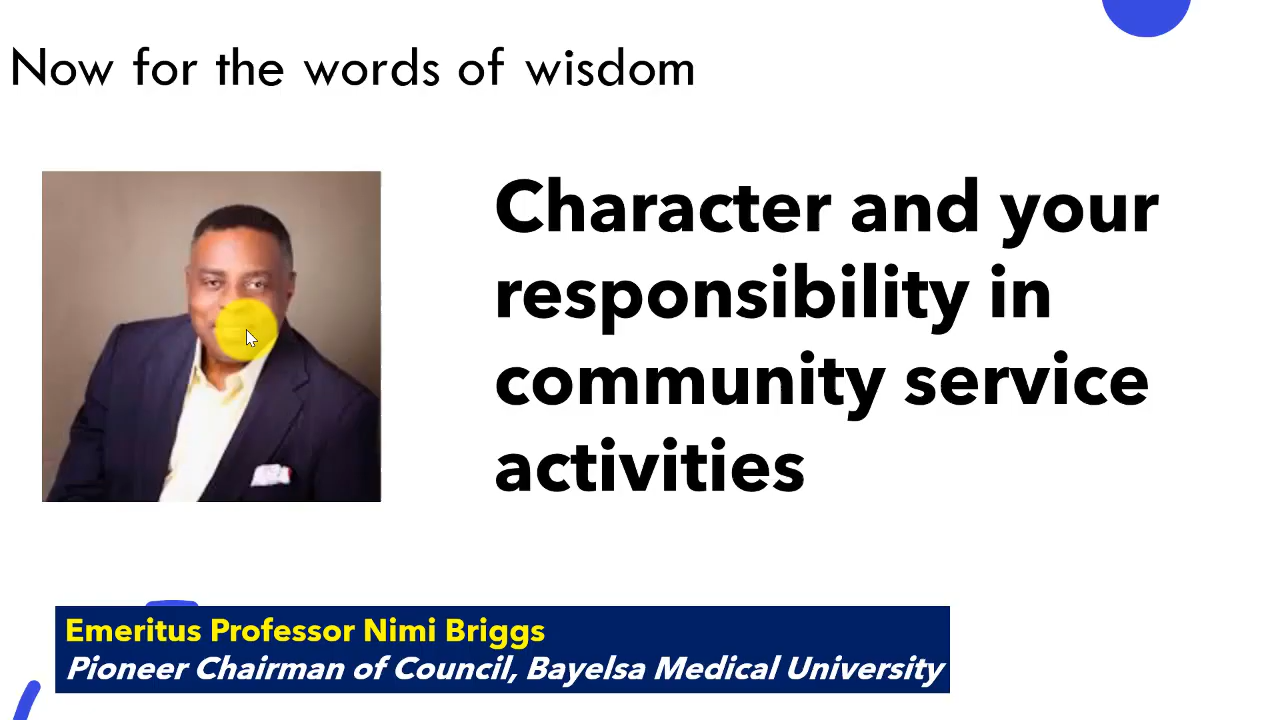 Now for the words of wisdom
Character and your
responsibility in
community service
activities
Emeritus Professor Nimi Briggs
Pioneer Chairman of Council, Bayelsa Medical University